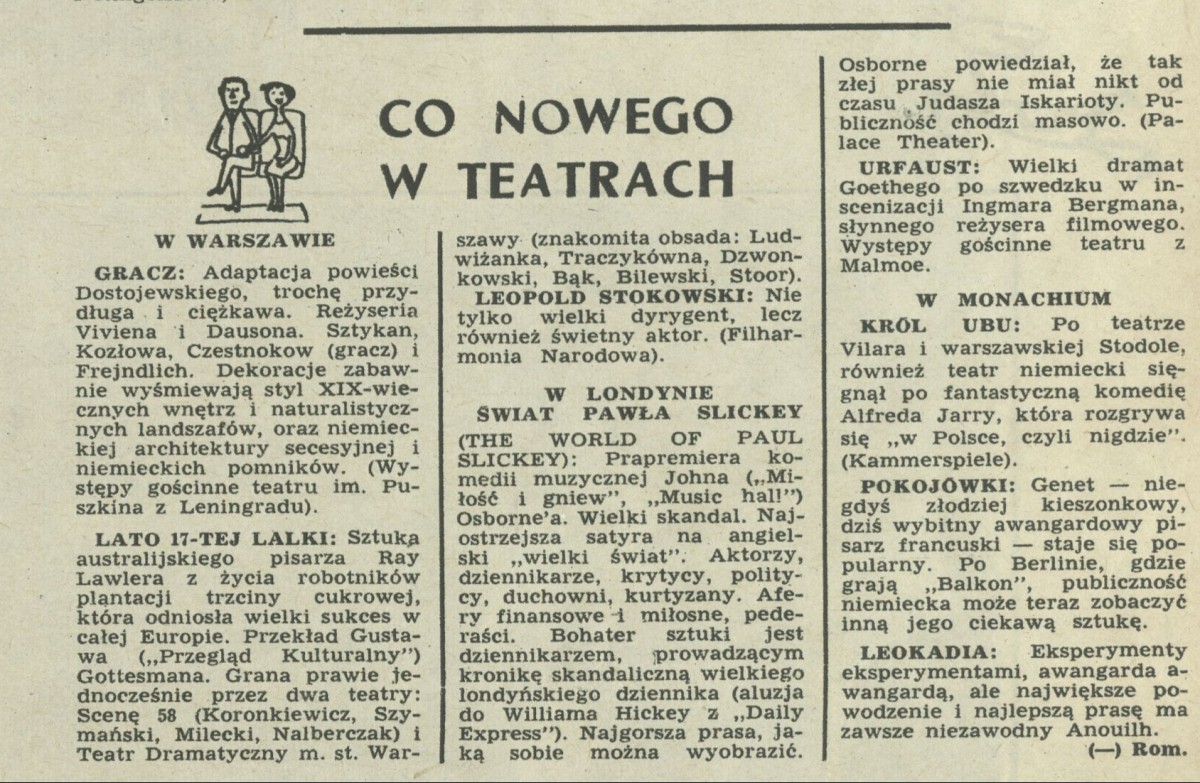 CO NOWEGO
W TEATRACH
W WARSZAWIE
GRACZ: Adaptacja powieści
Dostojewskiego, trochę przy-
długa i ciężkawa. Reżyseria
Viviena i Dausona. Sztykan,
Kozłowa, Czestnokow (gracz) i
Frejndlich. Dekoracje zabaw-
nie wyśmiewają styl XIX-wie-
cznych wnętrz i naturalistycz-
nych landszafów, oraz niemiec-
kiej architektury secesyjnej i
niemieckich pomników. (Wy-
stępy gościnne teatru im. Pu-
szkina z Leningradu).
LATO 17-TEJ LALKI: Sztuka
australijskiego pisarza Ray
Lawlera z życia robotników
plantacji trzciny cukrowej,
która odniosła wielki sukces w
całej Europie. Przekład Gusta-
wa („Przegląd Kulturalny”)
Gottesmana. Grana prawie je-
dnocześnie przez dwa teatry:
Scenę 58 (Koronkiewicz, Szy-
mański, Milecki, Nalberczak) i
Teatr Dramatyczny m. st. War-
szawy (znakomita obsada: Lud-
wiżanka, Traczykówna, Dzwon-
kowski, Bąk, Bilewski, Stoor).
LEOPOLD STOKOWSKI: Nie
tylko wielki dyrygent, lecz
również świetny aktor. (Filhar-
monia Narodowa).
W LONDYNIE
ŚWIAT PAWŁA SLICKEY
(THE WORLD OF PAUL
SLICKEY): Prapremiera ko-
medii muzycznej Johna („Mi-
łość i gniew”, „Music hall”)
Osborne'a. Wielki skandal. Naj-
ostrzejsza satyra na angiel-
ski „wielki świat”. Aktorzy,
dziennikarze, krytycy, polity-
cy, duchowni, kurtyzany. Afe-
ry finansowe i miłosne, pede-
raści. Bohater sztuki jest
dziennikarzem, prowadzącym
kronikę skandaliczną wielkiego
londyńskiego dziennika (aluzja
do Williama Hickey z „Daily
Express”). Najgorsza prasa, ja-
ką sobie można wyobrazić.
Osborne powiedział, że tak
złej prasy nie miał nikt od
czasu Judasza Iskarioty. Pu-
bliczność chodzi masowo. (Pa-
lace Theater).
URFAUST: Wielki dramat
Goethego po szwedzku w in-
scenizacji Ingmara Bergmana,
słynnego reżysera filmowego.
Występy gościnne teatru z
Malmoe.
W MONACHIUM
KRÓL UBU: Po teatrze
Vilara i warszawskiej Stodole,
również teatr niemiecki się-
gnął po fantastyczną komedię
Alfreda Jarry, która rozgrywa
się „w Polsce, czyli nigdzie”.
(Kammerspiele).
POKOJÓWKI: Genet — nie-
gdyś złodziej kieszonkowy,
dziś wybitny awangardowy pi-
sarz francuski — staje się po-
pularny. Po Berlinie, gdzie
grają „Balkon”, publiczność
niemiecka może teraz zobaczyć
inną jego ciekawą sztukę.
LEOKADIA: Eksperymenty
eksperymentami, awangarda a-
wangardą, ale największe po-
wodzenie i najlepszą prasę ma
zawsze niezawodny Anouilh.
(—) Rom.